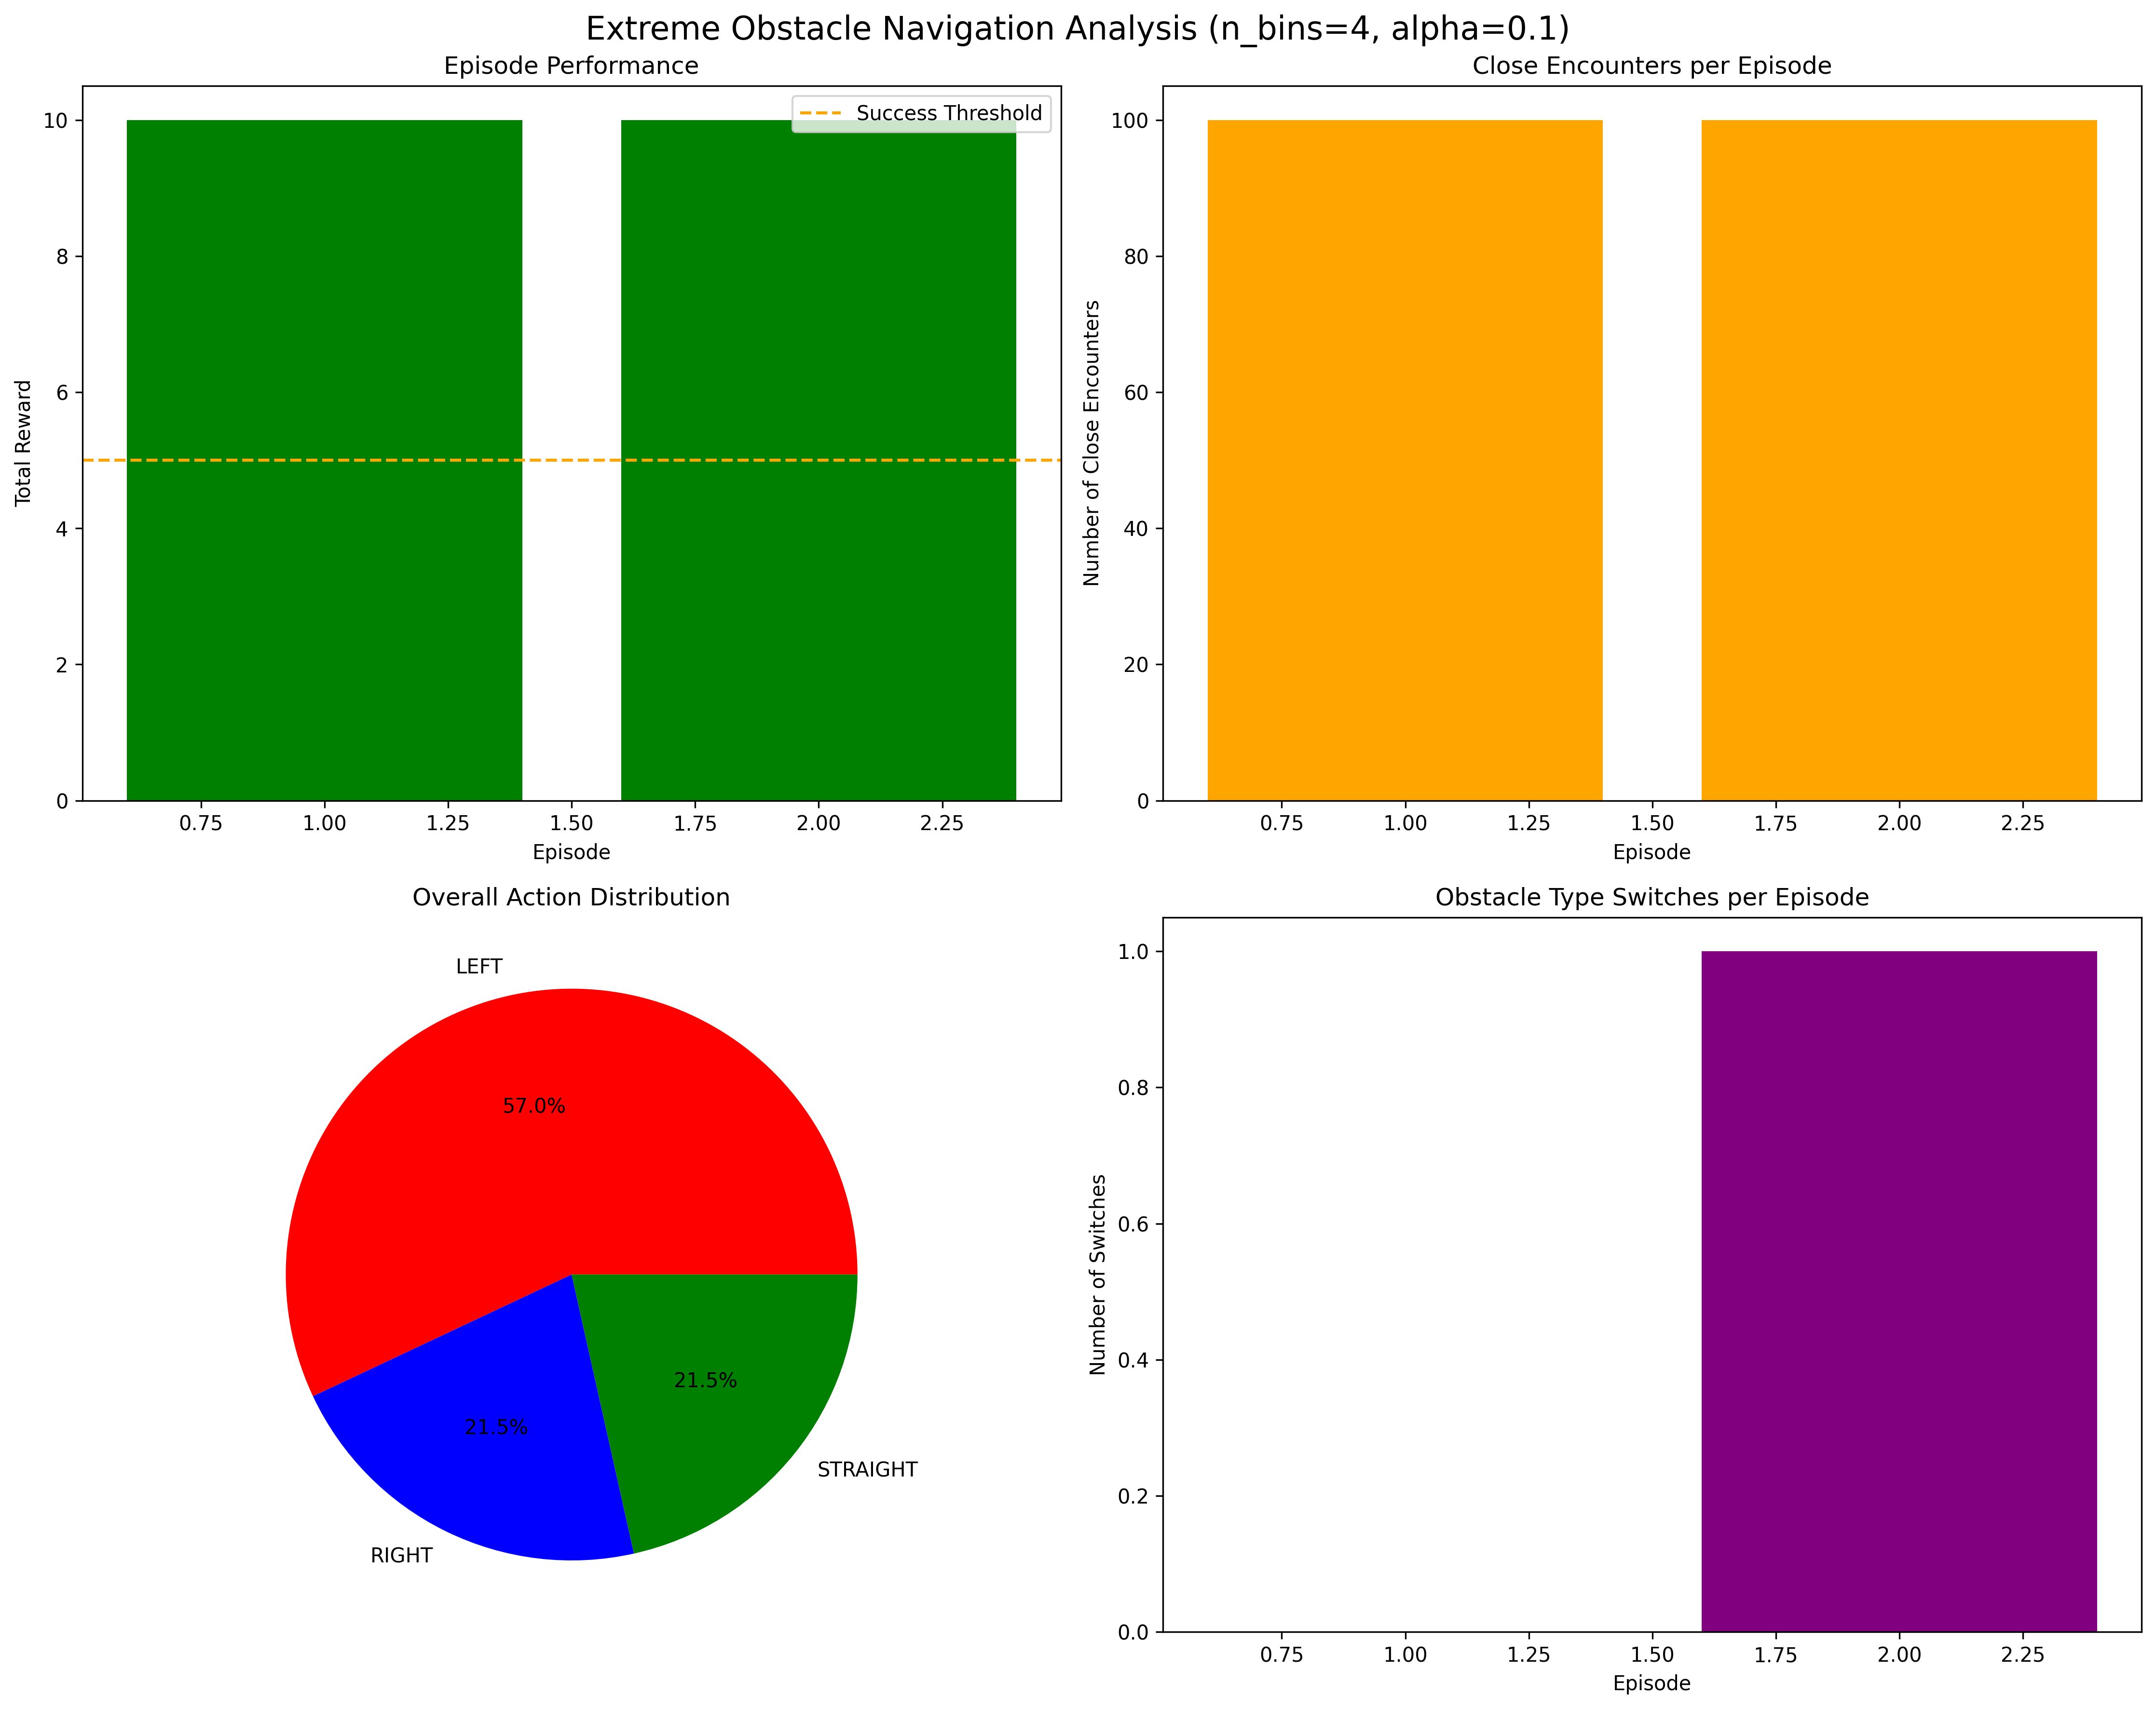 Extreme Obstacle Navigation Analysis (n_bins=4, alpha=0.1)
Episode Performance
Success Threshold
10
8
6
4
2
0
Total Reward
0.75 1.00 1.25 1.50 1.75 2.00 2.25
Episode
Close Encounters per Episode
100
80
60
40
20
0
Number of Close Encounters
0.75 1.00 1.25 1.50 1.75 2.00 2.25
Episode
Overall Action Distribution
LEFT
57.0%
21.5%
21.5%
STRAIGHT
RIGHT
Obstacle Type Switches per Episode
1.0
0.8
0.6
0.4
0.2
0.0
Number of Switches
0.75 1.00 1.25 1.50 1.75 2.00 2.25
Episode